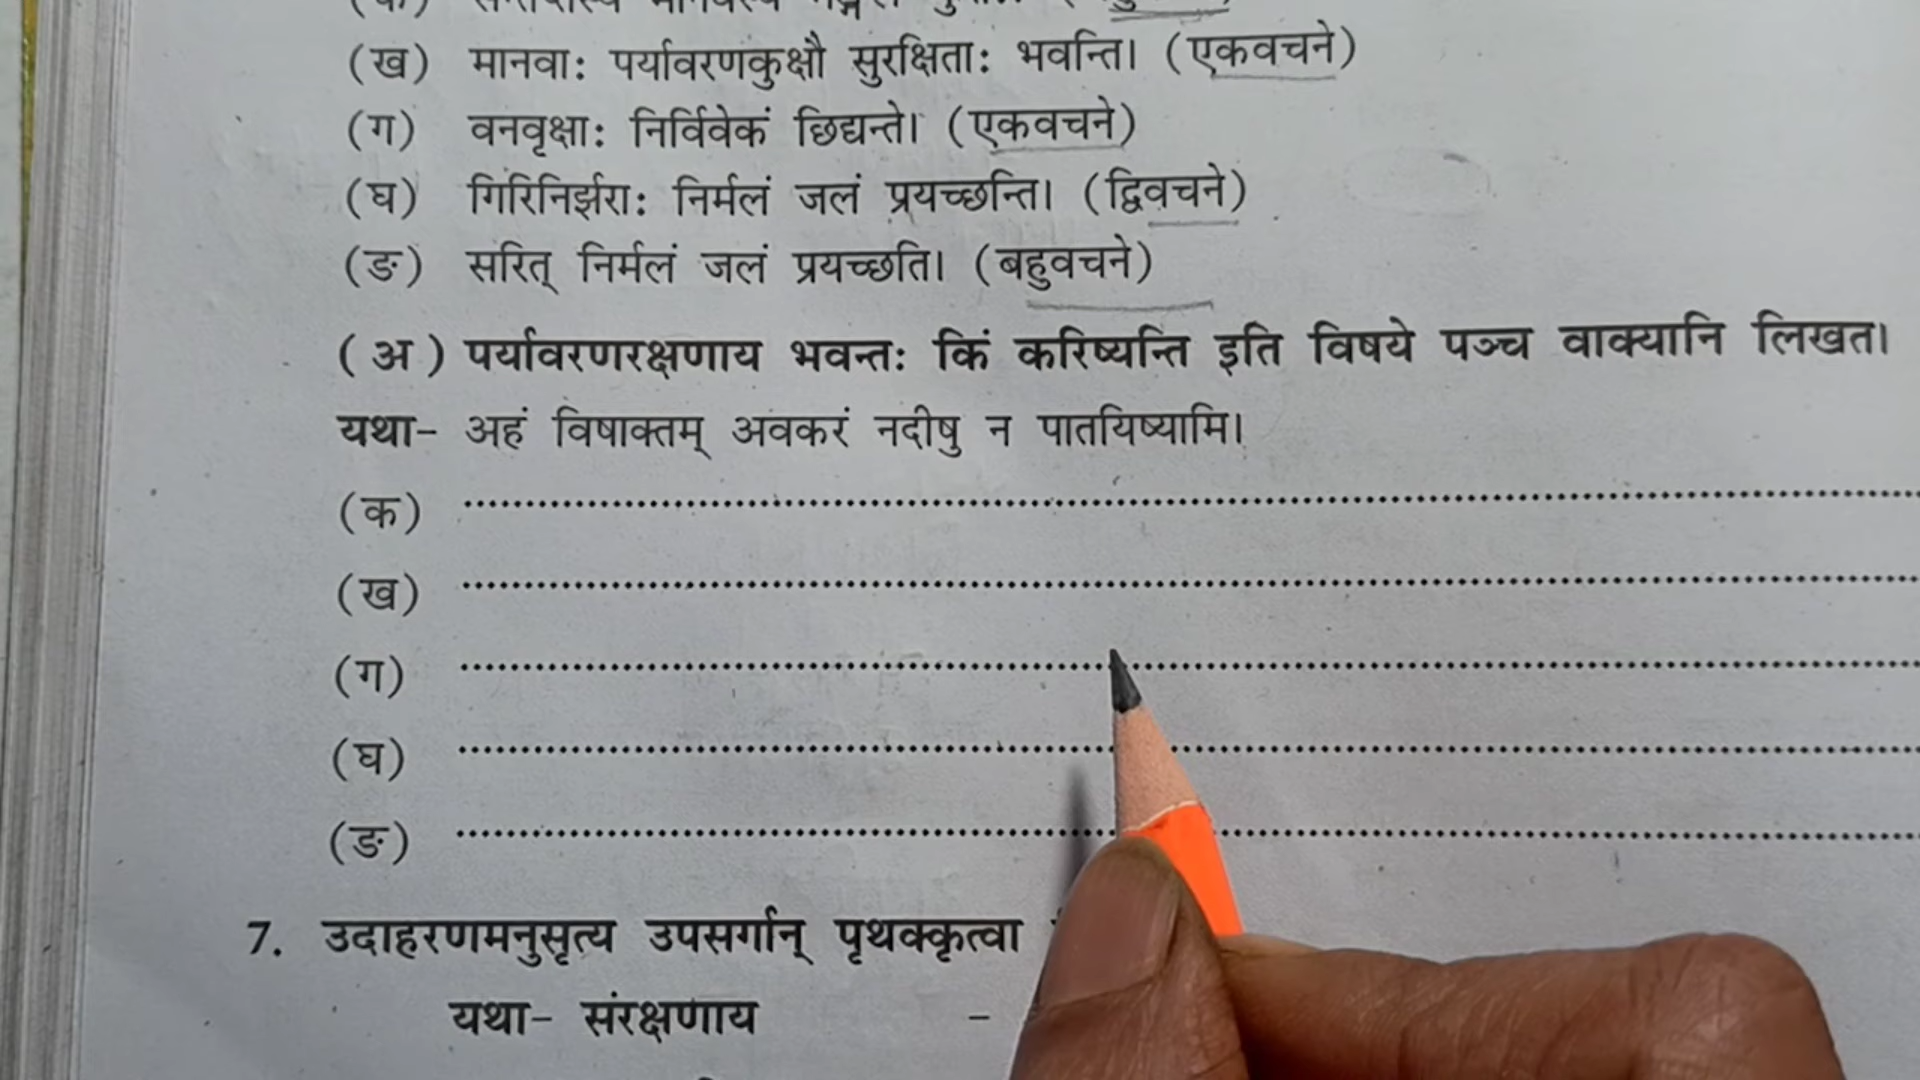 (ख) मानवाः पर्यावरणकुक्षौ सुरक्षिताः भवन्ति। (एकवचने)
(ग) वनवृक्षाः निर्विवेकं छिद्यन्ते। (एकवचने)
(घ) गिरिनिर्झराः निर्मलं जलं प्रयच्छन्ति। (द्विवचने)
(ङ) सरित् निर्मलं जलं प्रयच्छति। (बहुवचने)
(अ) पर्यावरणरक्षणाय भवन्तः किं करिष्यन्ति इति विषये पञ्च वाक्यानि लिखत।
यथा- अहं विषाक्तम् अवकरं नदीषु न पातयिष्यामि।
(क) ........................................
(ख) ........................................
(ग) ........................................
(घ) ........................................
(ङ) ........................................
7. उदाहरणमनुसृत्य उपसर्गान् पृथक्कृत्वा
यथा- संरक्षणाय -